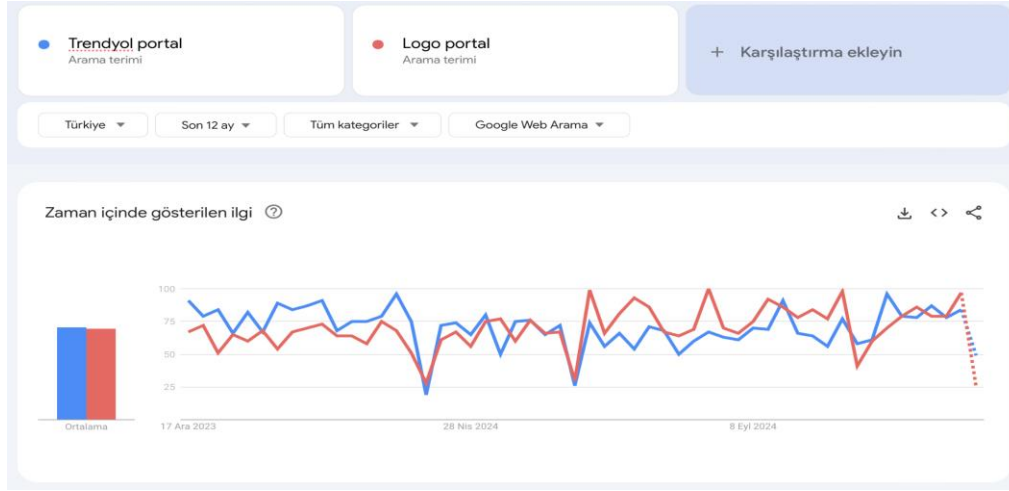 Trendyol portal
Arama terimi
Logo portal
Arama terimi
+ Karşılaştırma ekleyin
Türkiye
Son 12 ay
Tüm kategoriler
Google Web Arama
Zaman içinde gösterilen ilgi
100
75
50
25
Ortalama
17 Ara 2023
28 Nis 2024
8 Eyl 2024